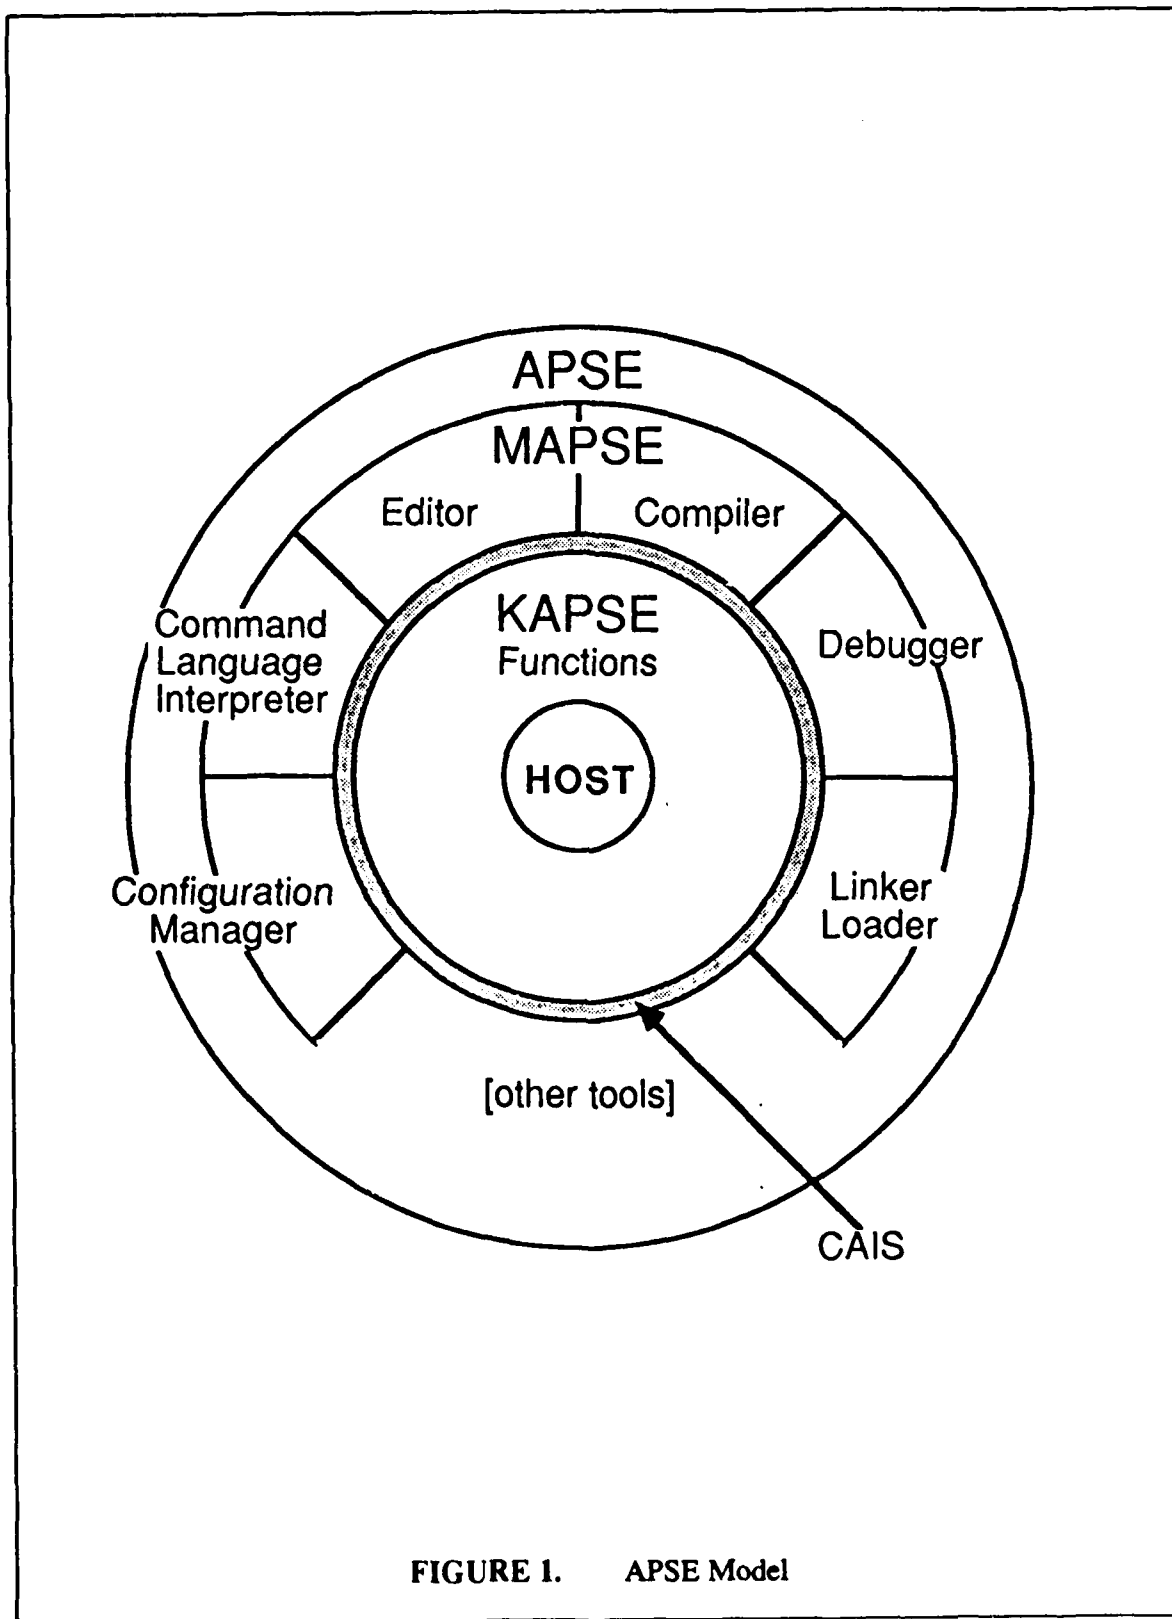 APSE
MAPSE
Editor
Compiler
KAPSE
Functions
Command
Language
Interpreter
Debugger
HOST
Configuration
Manager
Linker
Loader
[other tools]
CAIS
FIGURE 1. APSE Model